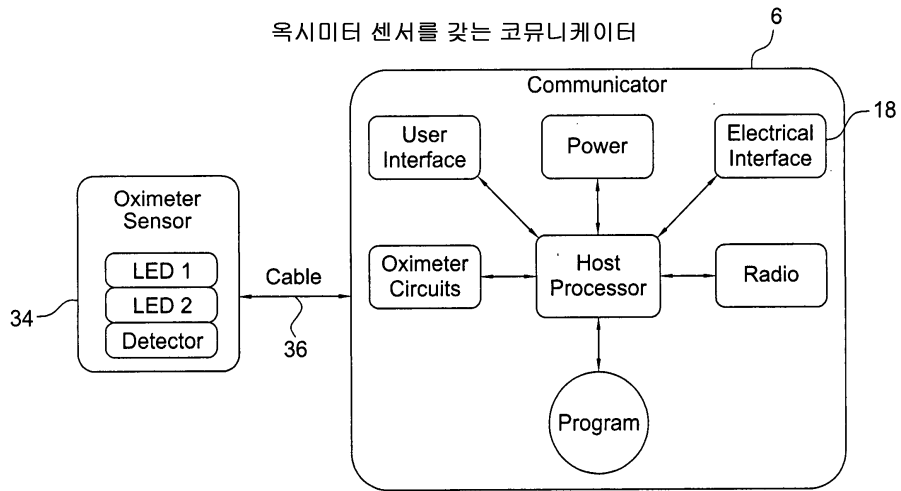 옥시미터 센서를 갖는 코뮤니케이터
6
Communicator
User
Interface
Power
Electrical
Interface
18
Oximeter
Sensor
LED 1
LED 2
Detector
34
Cable
36
Oximeter
Circuits
Host
Processor
Radio
Program